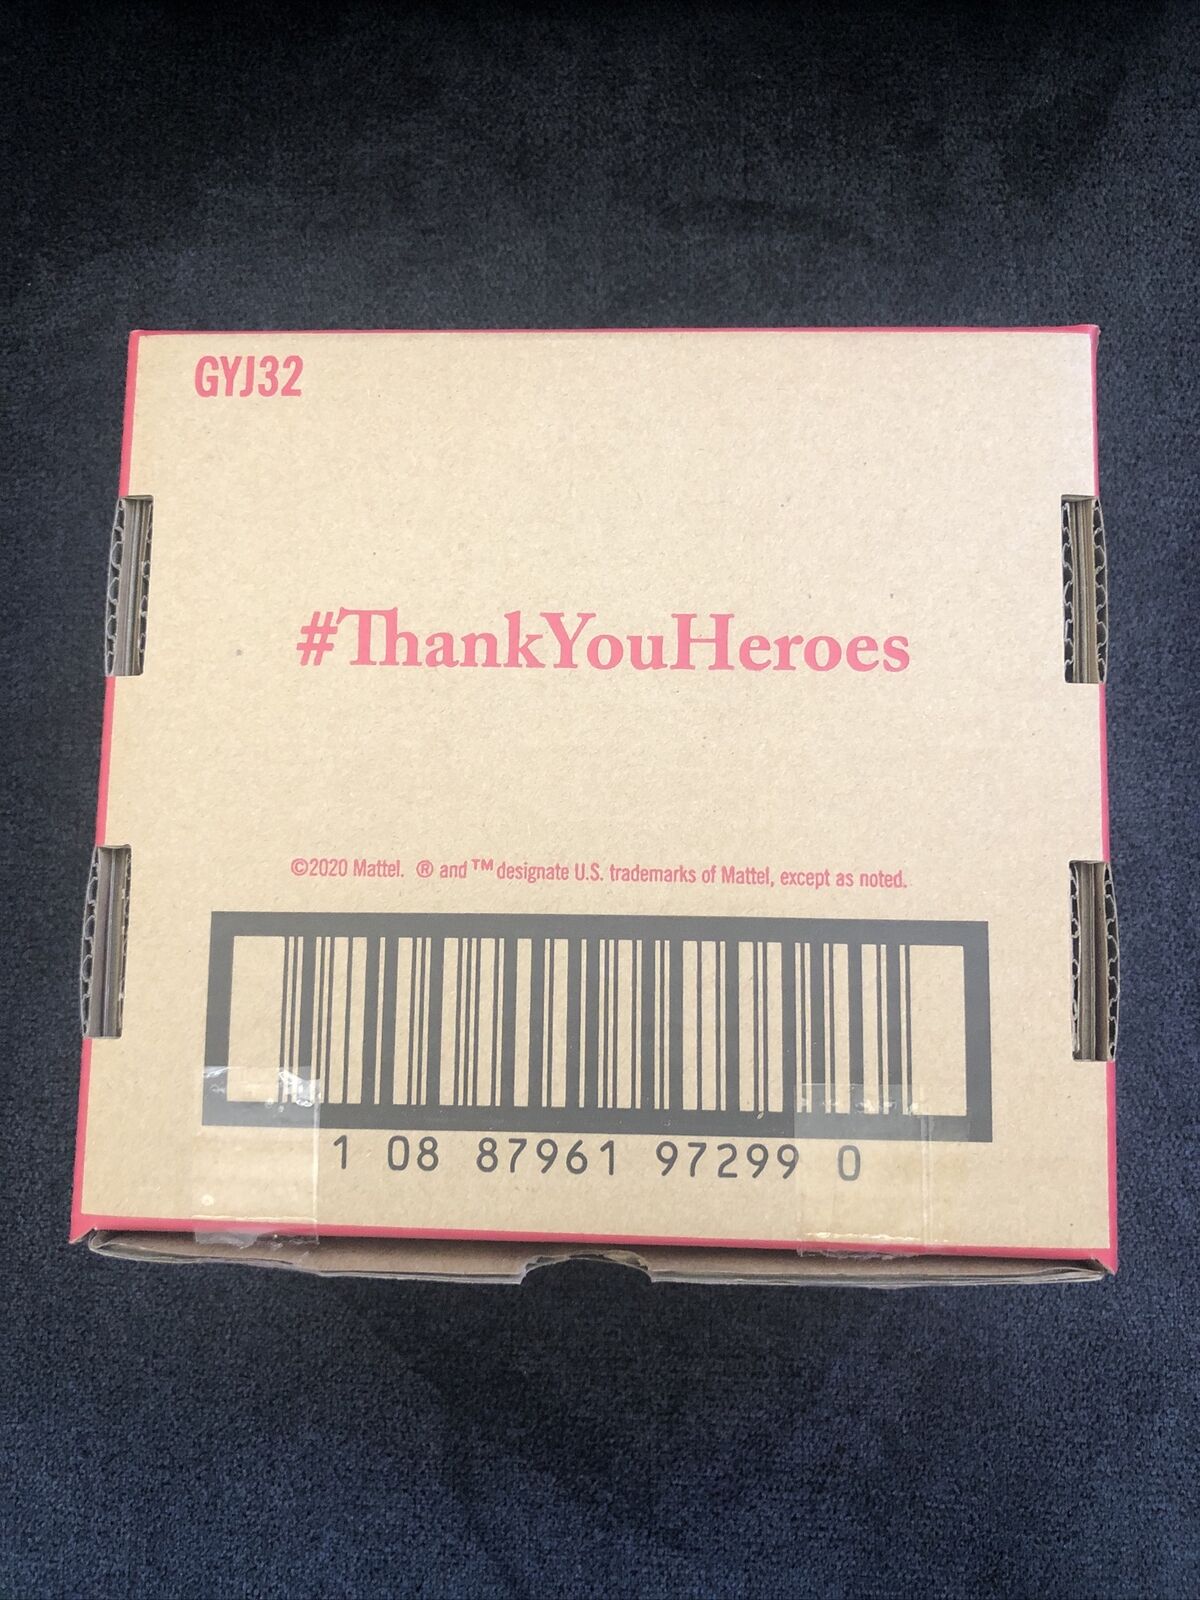 GYJ32
#ThankYouHeroes
©2020 Mattel. ® and ™ designate U.S. trademarks of Mattel, except as noted.
1 08 87961 97299 0